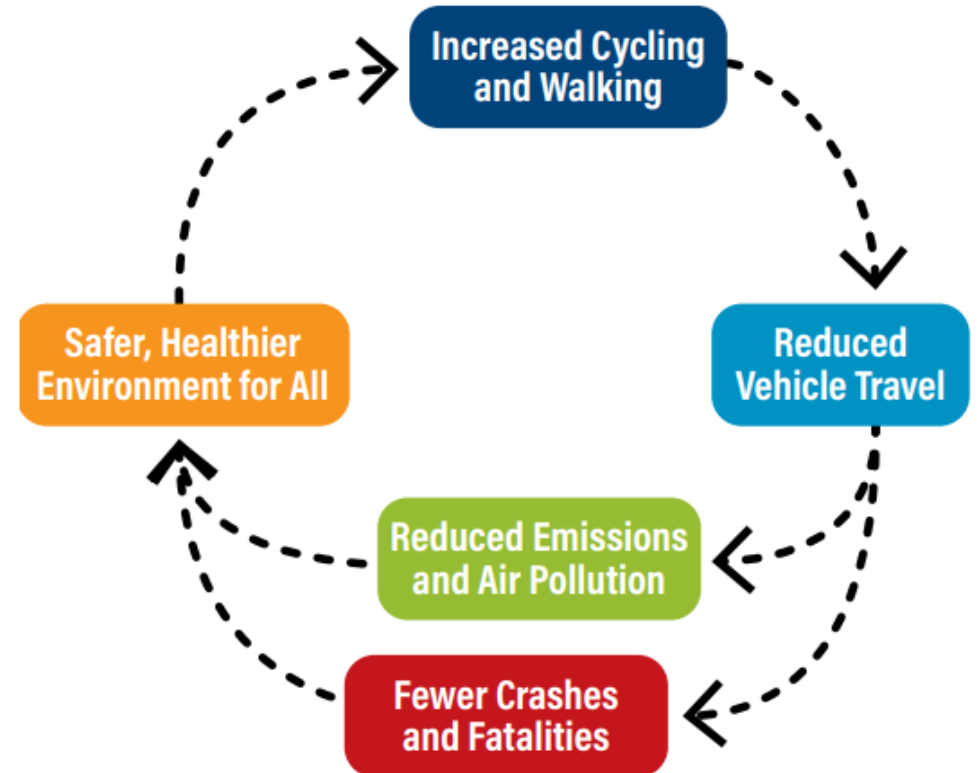 Increased Cycling
and Walking
Safer, Healthier
Environment for All
Reduced
Vehicle Travel
Reduced Emissions
and Air Pollution
Fewer Crashes
and Fatalities